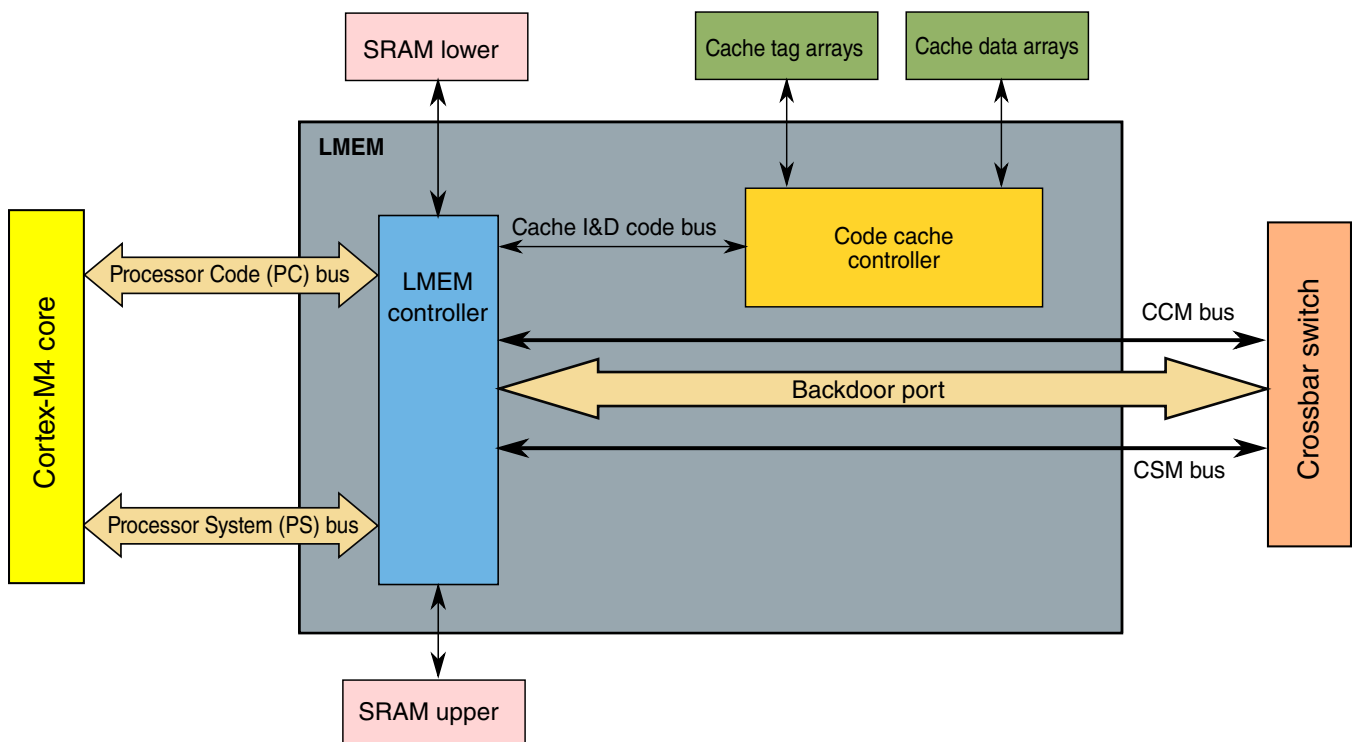 SRAM lower
Cache tag arrays
Cache data arrays
LMEM
Cortex-M4 core
Processor Code (PC) bus
LMEM
controller
Cache I&D code bus
Code cache
controller
CCM bus
Backdoor port
CSM bus
Crossbar switch
Processor System (PS) bus
SRAM upper